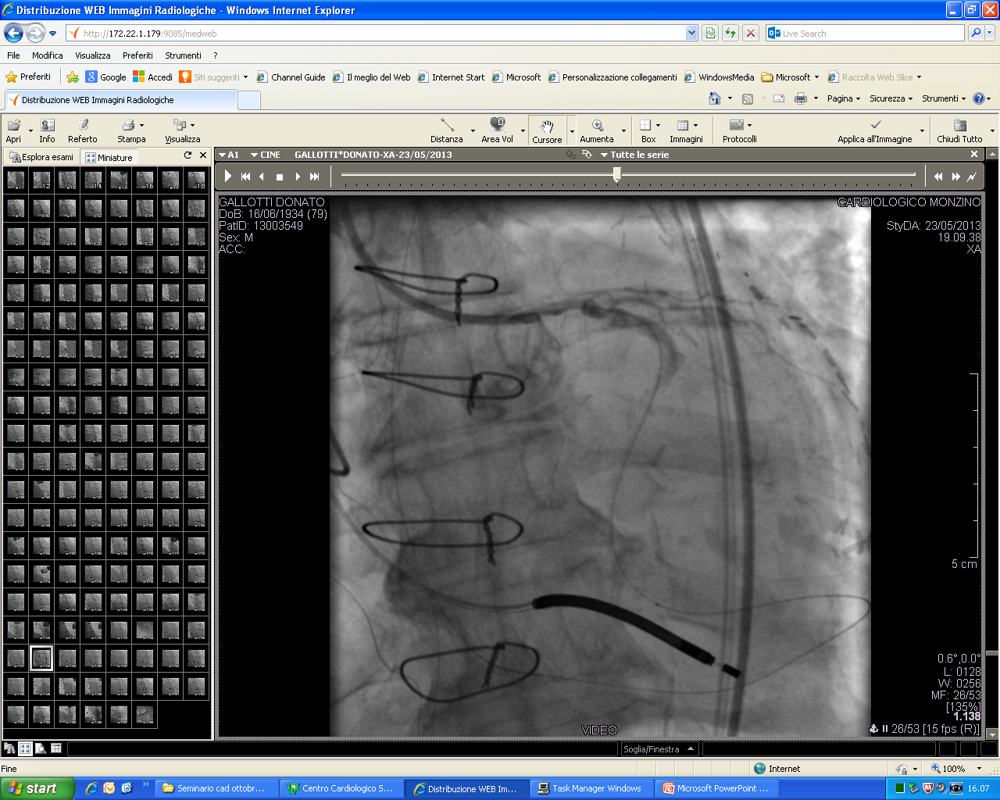 Distribuzione WEB Immagini Radiologiche - Windows Internet Explorer
http://172.22.1.179:9085/medweb
Live Search
File Modifica Visualizza Preferiti Strumenti ?
Preferiti Google Accedi Siti suggeriti Channel Guide Il meglio del Web Internet Start Microsoft Personalizzazione collegamenti WindowsMedia Microsoft Raccolta Web Slice
Distribuzione WEB Immagini Radiologiche
Pagina Sicurezza Strumenti
Apri Info Referto Stampa Visualizza Distanza Area Vol Cursore Aumenta Box Immagini Protocolli Applica all'Immagine Chiudi Tutto
Esplora esami Miniature
A1 CINE GALLOTTI*DONATO-XA-23/05/2013 Tutte le serie
GALLOTTI DONATO
DoB: 16/06/1934 (79)
PatID: 13003549
Sex: M
ACC:
CARDIOLOGICO MONZINO
StyDA: 23/05/2013
19.09.38
XA
5 cm
0.6°,0.0°
L: 0128
W: 0256
MF: 26/53
[135%]
1.138
26/53 [15 fps (R)]
VIDEO
Soglia/Finestra
Fine
Internet
100%
start
Seminario cad ottobr...
Centro Cardiologico S...
Distribuzione WEB Im...
Task Manager Windows
Microsoft PowerPoint ...
16.07